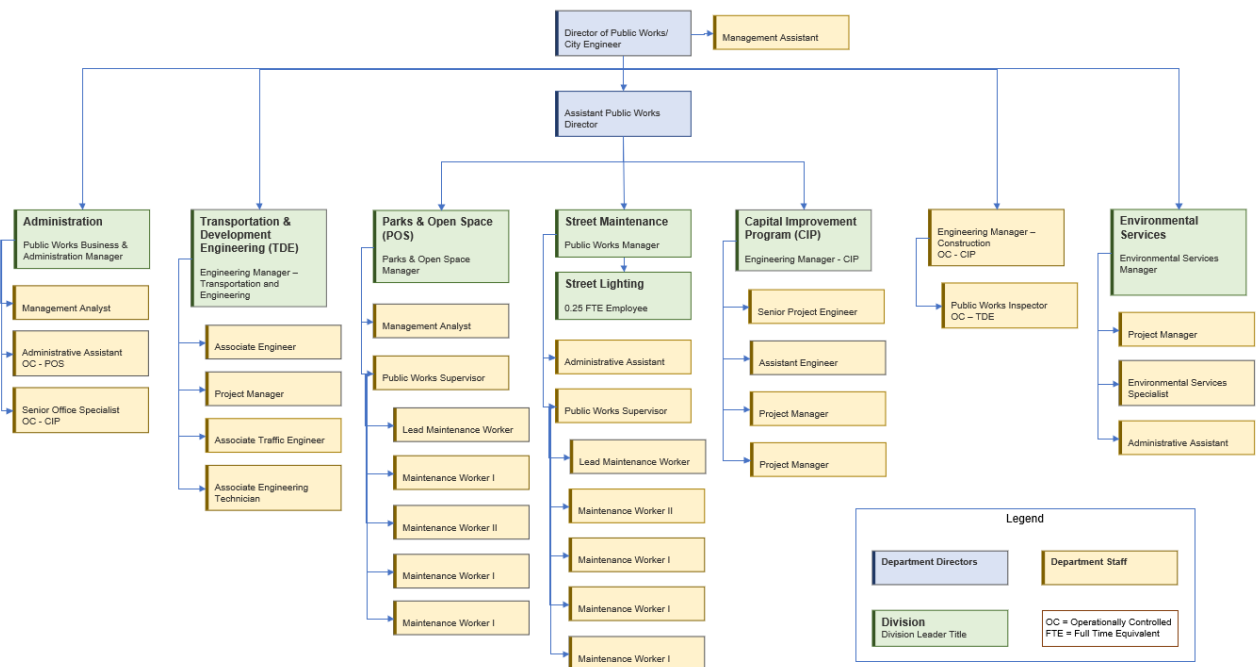 Director of Public Works/
City Engineer
Management Assistant
Assistant Public Works
Director
Administration
Public Works Business &
Administration Manager
Management Analyst
Administrative Assistant
OC - POS
Senior Office Specialist
OC - CIP
Transportation &
Development
Engineering (TDE)
Engineering Manager –
Transportation and
Engineering
Associate Engineer
Project Manager
Associate Traffic Engineer
Associate Engineering
Technician
Parks & Open Space
(POS)
Parks & Open Space
Manager
Management Analyst
Public Works Supervisor
Lead Maintenance Worker
Maintenance Worker I
Maintenance Worker II
Maintenance Worker I
Maintenance Worker I
Street Maintenance
Public Works Manager
Street Lighting
0.25 FTE Employee
Administrative Assistant
Public Works Supervisor
Lead Maintenance Worker
Maintenance Worker II
Maintenance Worker I
Maintenance Worker I
Maintenance Worker I
Capital Improvement
Program (CIP)
Engineering Manager - CIP
Senior Project Engineer
Assistant Engineer
Project Manager
Project Manager
Engineering Manager –
Construction
OC - CIP
Public Works Inspector
OC – TDE
Environmental
Services
Environmental Services
Manager
Project Manager
Environmental Services
Specialist
Administrative Assistant
Legend
Department Directors
Department Staff
Division
Division Leader Title
OC = Operationally Controlled
FTE = Full Time Equivalent